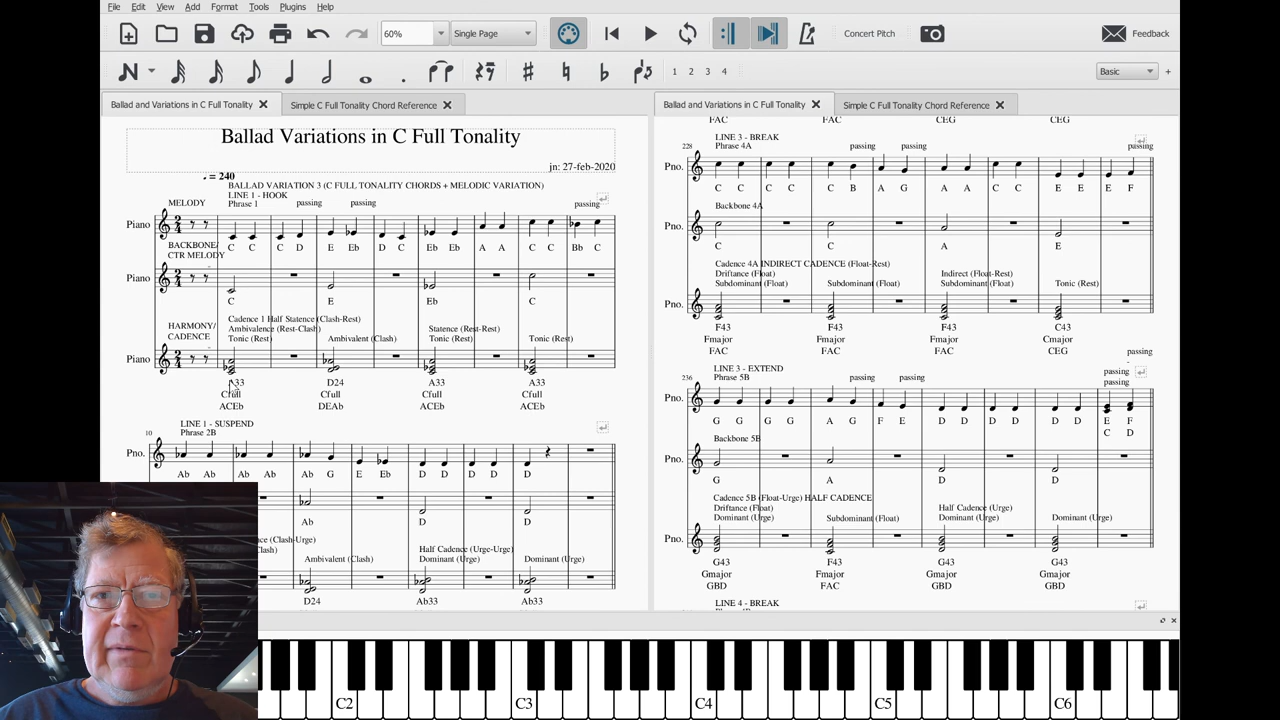 File Edit View Add Format Tools Plugins Help
60% Single Page Concert Pitch Feedback
1 2 3 4 Basic +
Ballad and Variations in C Full Tonality Simple C Full Tonality Chord Reference
Ballad and Variations in C Full Tonality Simple C Full Tonality Chord Reference
Ballad Variations in C Full Tonality
jn: 27-feb-2020
= 240
BALLAD VARIATION 3 (C FULL TONALITY CHORDS + MELODIC VARIATION)
LINE 1 - HOOK
MELODY Phrase 1 passing passing passing
Piano
C C C D E Eb D C Eb Eb A A C C Bb C
BACKBONE/
CTR MELODY
Piano
C E Eb C
Cadence 1 Half Statence (Clash-Rest)
HARMONY/ Ambivalence (Rest-Clash) Statence (Rest-Rest)
CADENCE Tonic (Rest) Ambivalent (Clash) Tonic (Rest) Tonic (Rest)
Piano
A33 D24 A33 A33
Cfull Cfull Cfull Cfull
ACEb DEAb ACEb ACEb
LINE 1 - SUSPEND
10 Phrase 2B
Pno.
Ab Ab Ab Ab Ab G E Eb D D D D D
Ab D D
(Clash-Urge) Half Cadence (Urge-Urge)
Ambivalent (Clash) Dominant (Urge) Dominant (Urge)
D24 Ab33 Ab33
FAC FAC CEG CEG
LINE 3 - BREAK
228 Phrase 4A passing passing passing
Pno.
C C C C C B A G A A C C E E E F
Backbone 4A
Pno.
C C A E
Cadence 4A INDIRECT CADENCE (Float-Rest)
Driftance (Float) Indirect (Float-Rest)
Subdominant (Float) Subdominant (Float) Subdominant (Float) Tonic (Rest)
Pno.
F43 F43 F43 C43
Fmajor Fmajor Fmajor Cmajor
FAC FAC FAC CEG
passing
LINE 3 - EXTEND passing
236 Phrase 5B passing passing passing
Pno.
G G G G A G F E D D D D D D E F
C D
Backbone 5B
Pno.
G A D D
Cadence 5B (Float-Urge) HALF CADENCE
Driftance (Float) Half Cadence (Urge)
Dominant (Urge) Subdominant (Float) Dominant (Urge) Dominant (Urge)
Pno.
G43 F43 G43 G43
Gmajor Fmajor Gmajor Gmajor
GBD FAC GBD GBD
LINE 4 - BREAK
C2 C3 C4 C5 C6